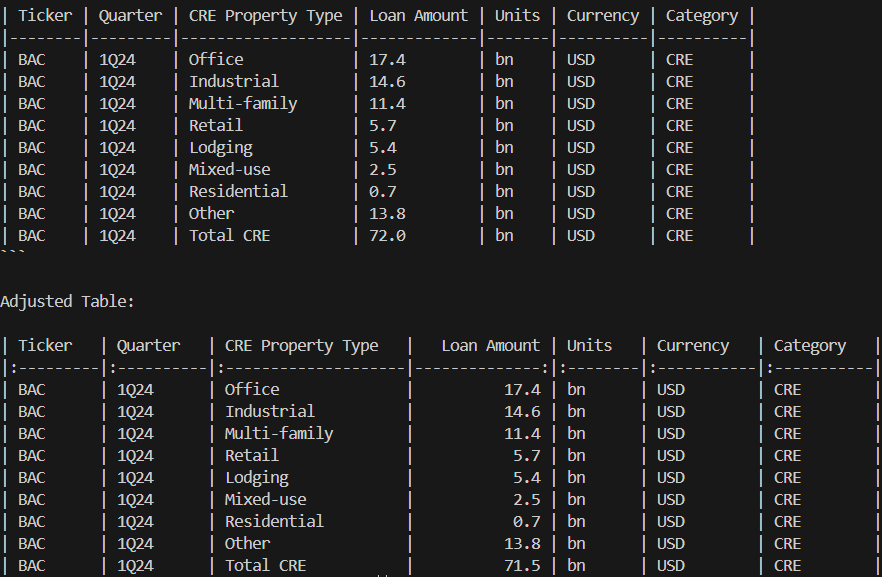 | Ticker | Quarter | CRE Property Type | Loan Amount | Units | Currency | Category |
|--------|---------|-------------------|-------------|-------|----------|----------|
| BAC    | 1Q24    | Office            | 17.4        | bn    | USD      | CRE      |
| BAC    | 1Q24    | Industrial        | 14.6        | bn    | USD      | CRE      |
| BAC    | 1Q24    | Multi-family      | 11.4        | bn    | USD      | CRE      |
| BAC    | 1Q24    | Retail            | 5.7         | bn    | USD      | CRE      |
| BAC    | 1Q24    | Lodging           | 5.4         | bn    | USD      | CRE      |
| BAC    | 1Q24    | Mixed-use         | 2.5         | bn    | USD      | CRE      |
| BAC    | 1Q24    | Residential       | 0.7         | bn    | USD      | CRE      |
| BAC    | 1Q24    | Other             | 13.8        | bn    | USD      | CRE      |
| BAC    | 1Q24    | Total CRE         | 72.0        | bn    | USD      | CRE      |
```
Adjusted Table:
| Ticker   | Quarter   | CRE Property Type   |   Loan Amount | Units   | Currency   | Category   |
|:---------|:----------|:--------------------|--------------:|:--------|:-----------|:-----------|
| BAC      | 1Q24      | Office              |          17.4 | bn      | USD        | CRE        |
| BAC      | 1Q24      | Industrial          |          14.6 | bn      | USD        | CRE        |
| BAC      | 1Q24      | Multi-family        |          11.4 | bn      | USD        | CRE        |
| BAC      | 1Q24      | Retail              |           5.7 | bn      | USD        | CRE        |
| BAC      | 1Q24      | Lodging             |           5.4 | bn      | USD        | CRE        |
| BAC      | 1Q24      | Mixed-use           |           2.5 | bn      | USD        | CRE        |
| BAC      | 1Q24      | Residential         |           0.7 | bn      | USD        | CRE        |
| BAC      | 1Q24      | Other               |          13.8 | bn      | USD        | CRE        |
| BAC      | 1Q24      | Total CRE           |          71.5 | bn      | USD        | CRE        |